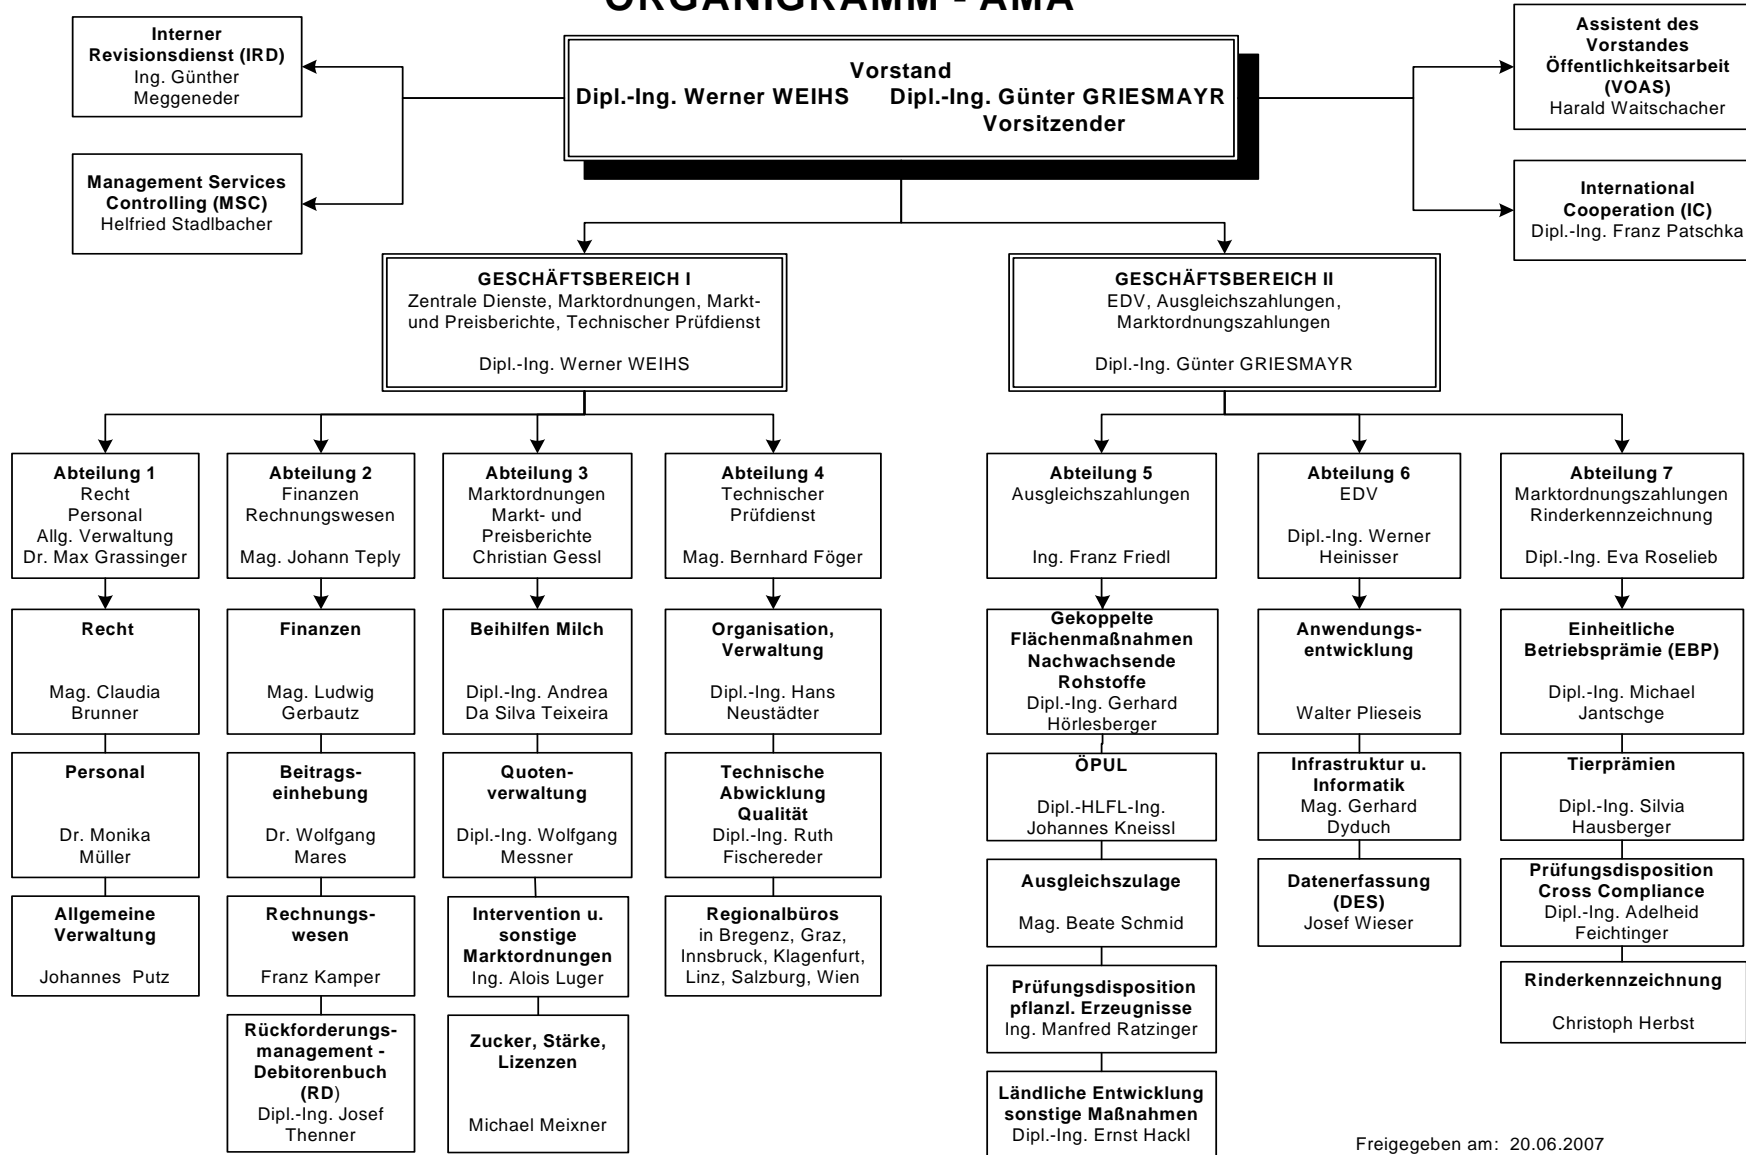 ORGANIGRAMM - AMA
Interner
Revisionsdienst (IRD)
Ing. Günther
Meggeneder
Management Services
Controlling (MSC)
Helfried Stadlbacher
Vorstand
Dipl.-Ing. Werner WEIHS Dipl.-Ing. Günter GRIESMAYR
Vorsitzender
Assistent des
Vorstandes
Öffentlichkeitsarbeit
(VOAS)
Harald Waitschacher
International
Cooperation (IC)
Dipl.-Ing. Franz Patschka
GESCHÄFTSBEREICH I
Zentrale Dienste, Marktordnungen, Markt-
und Preisberichte, Technischer Prüfdienst
Dipl.-Ing. Werner WEIHS
GESCHÄFTSBEREICH II
EDV, Ausgleichszahlungen,
Marktordnungszahlungen
Dipl.-Ing. Günter GRIESMAYR
Abteilung 1
Recht
Personal
Allg. Verwaltung
Dr. Max Grassinger
Abteilung 2
Finanzen
Rechnungswesen
Mag. Johann Teply
Abteilung 3
Marktordnungen
Markt- und
Preisberichte
Christian Gessl
Abteilung 4
Technischer
Prüfdienst
Mag. Bernhard Föger
Abteilung 5
Ausgleichszahlungen
Ing. Franz Friedl
Abteilung 6
EDV
Dipl.-Ing. Werner
Heinisser
Abteilung 7
Marktordnungszahlungen
Rinderkennzeichnung
Dipl.-Ing. Eva Roselieb
Recht
Mag. Claudia
Brunner
Finanzen
Mag. Ludwig
Gerbautz
Beihilfen Milch
Dipl.-Ing. Andrea
Da Silva Teixeira
Organisation,
Verwaltung
Dipl.-Ing. Hans
Neustädter
Gekoppelte
Flächenmaßnahmen
Nachwachsende
Rohstoffe
Dipl.-Ing. Gerhard
Hörlesberger
Anwendungs-
entwicklung
Walter Plieseis
Einheitliche
Betriebsprämie (EBP)
Dipl.-Ing. Michael
Jantschge
Personal
Dr. Monika
Müller
Beitrags-
einhebung
Dr. Wolfgang
Mares
Quoten-
verwaltung
Dipl.-Ing. Wolfgang
Messner
Technische
Abwicklung
Qualität
Dipl.-Ing. Ruth
Fischereder
ÖPUL
Dipl.-HLFL-Ing.
Johannes Kneissl
Infrastruktur u.
Informatik
Mag. Gerhard
Dyduch
Tierprämien
Dipl.-Ing. Silvia
Hausberger
Allgemeine
Verwaltung
Johannes Putz
Rechnungs-
wesen
Franz Kamper
Intervention u.
sonstige
Marktordnungen
Ing. Alois Luger
Regionalbüros
in Bregenz, Graz,
Innsbruck, Klagenfurt,
Linz, Salzburg, Wien
Ausgleichszulage
Mag. Beate Schmid
Datenerfassung
(DES)
Josef Wieser
Prüfungsdisposition
Cross Compliance
Dipl.-Ing. Adelheid
Feichtinger
Rückforderungs-
management -
Debitorenbuch
(RD)
Dipl.-Ing. Josef
Thenner
Zucker, Stärke,
Lizenzen
Michael Meixner
Prüfungsdisposition
pflanzl. Erzeugnisse
Ing. Manfred Ratzinger
Rinderkennzeichnung
Christoph Herbst
Ländliche Entwicklung
sonstige Maßnahmen
Dipl.-Ing. Ernst Hackl
Freigegeben am: 20.06.2007